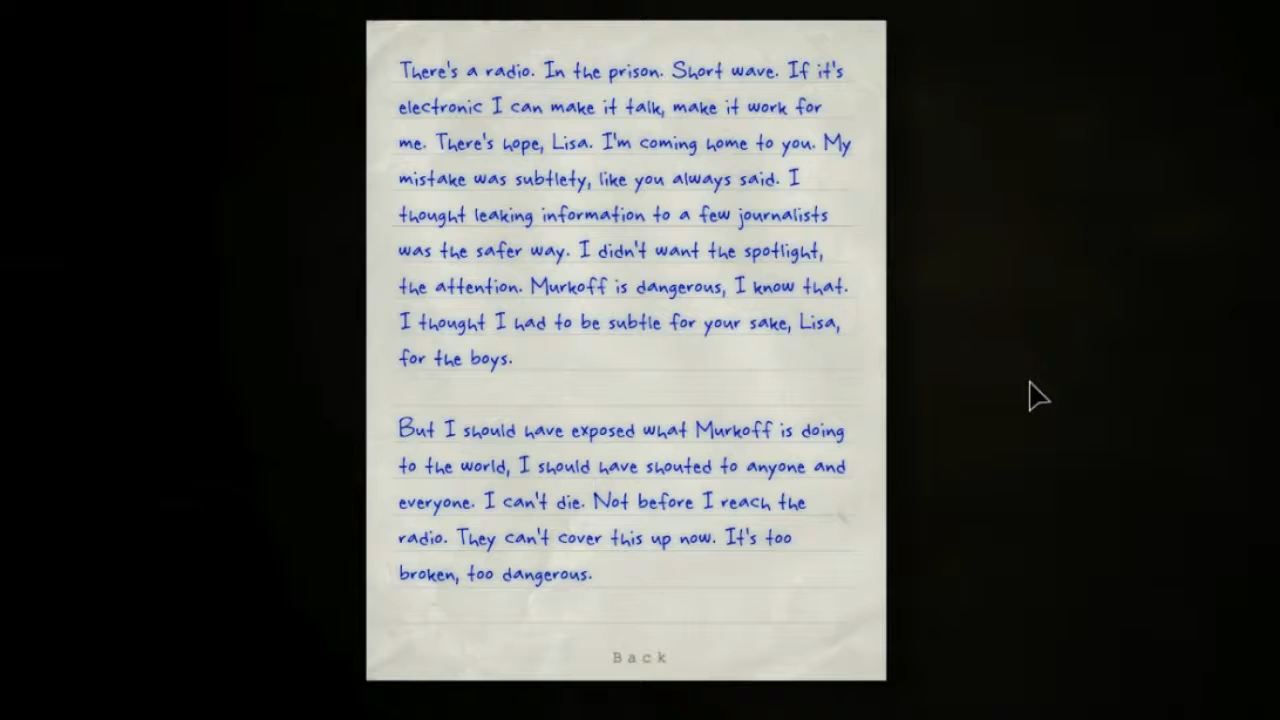 There's a radio. In the prison. Short wave. If it's
electronic I can make it talk, make it work for
me. There's hope, Lisa. I'm coming home to you. My
mistake was subtlety, like you always said. I
thought leaking information to a few journalists
was the safer way. I didn't want the spotlight,
the attention. Murkoff is dangerous, I know that.
I thought I had to be subtle for your sake, Lisa,
for the boys.
But I should have exposed what Murkoff is doing
to the world, I should have shouted to anyone and
everyone. I can't die. Not before I reach the
radio. They can't cover this up now. It's too
broken, too dangerous.
Back